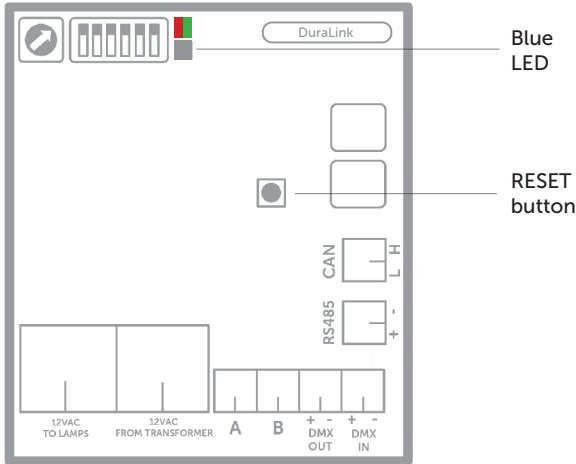 DuraLink
Blue
LED
RESET
button
CAN
H
L
RS485
-
+
12VAC
TO LAMPS
12VAC
FROM TRANSFORMER
A
B
+ -
DMX
OUT
+ -
DMX
IN